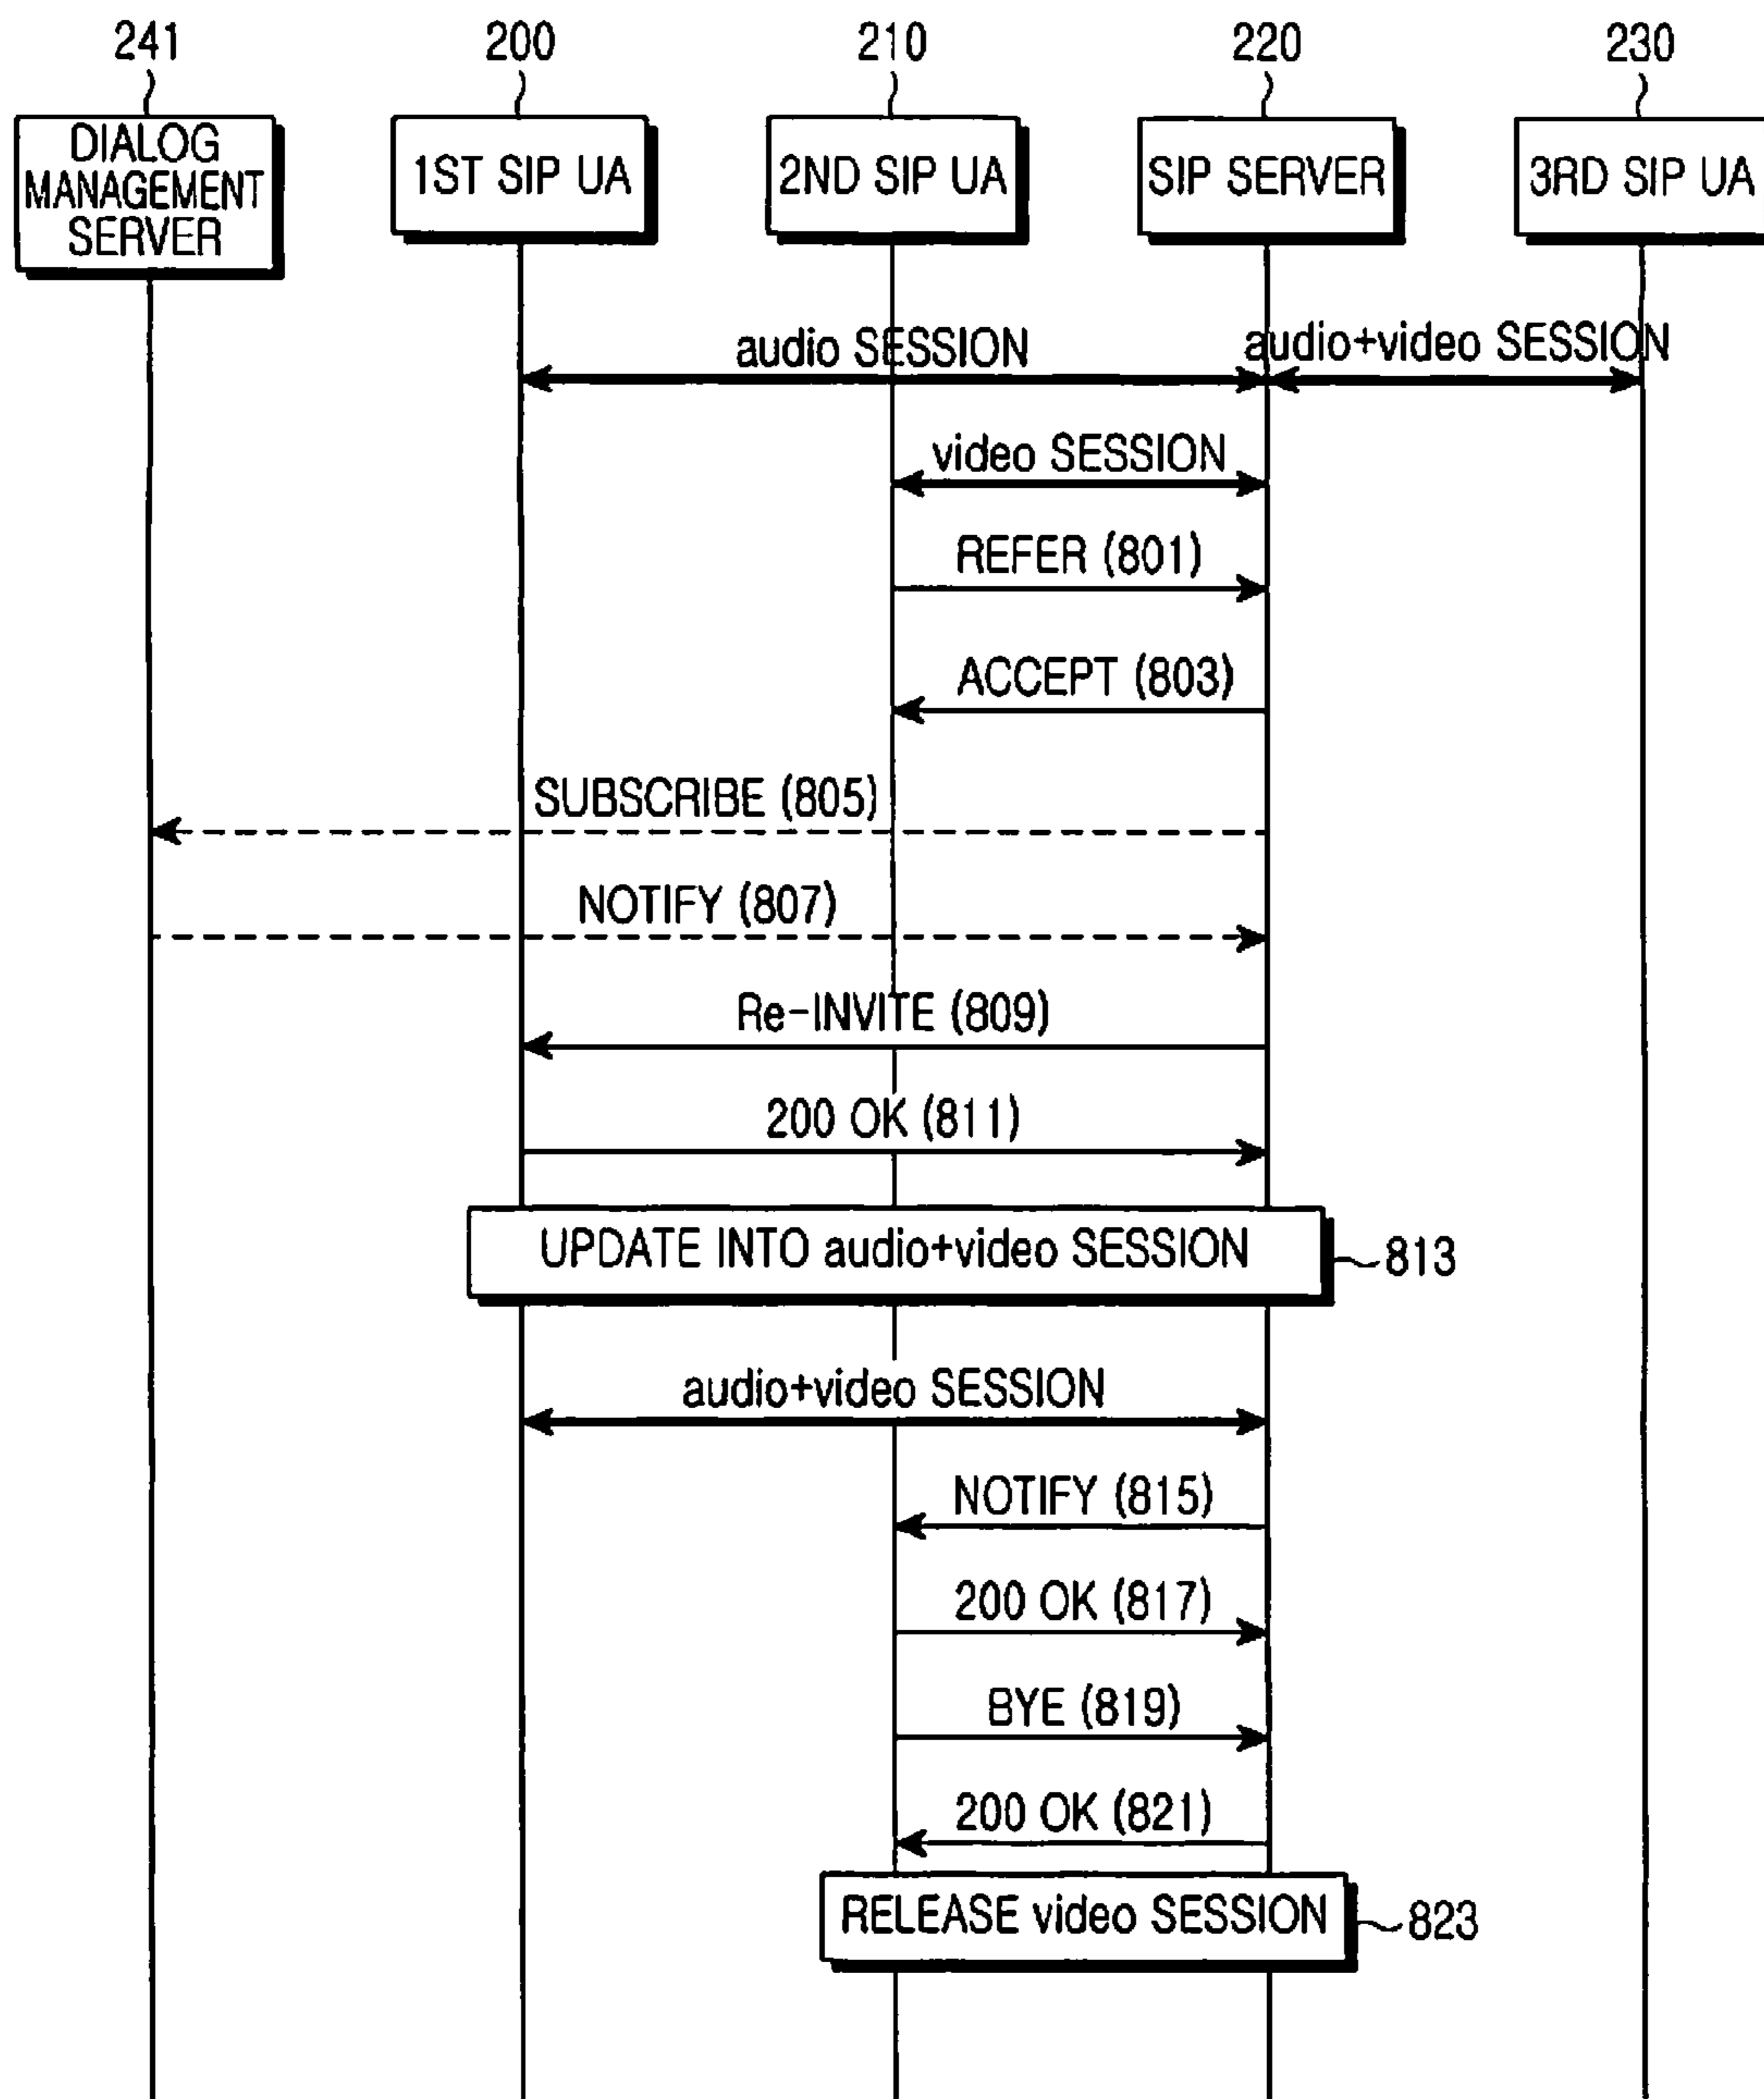 241
200
210
220
230
DIALOG
MANAGEMENT
SERVER
1ST SIP UA
2ND SIP UA
SIP SERVER
3RD SIP UA
audio SESSION
audio+video SESSION
video SESSION
REFER (801)
ACCEPT (803)
SUBSCRIBE (805)
NOTIFY (807)
Re-INVITE (809)
200 OK (811)
UPDATE INTO audio+video SESSION
813
audio+video SESSION
NOTIFY (815)
200 OK (817)
BYE (819)
200 OK (821)
RELEASE video SESSION
823